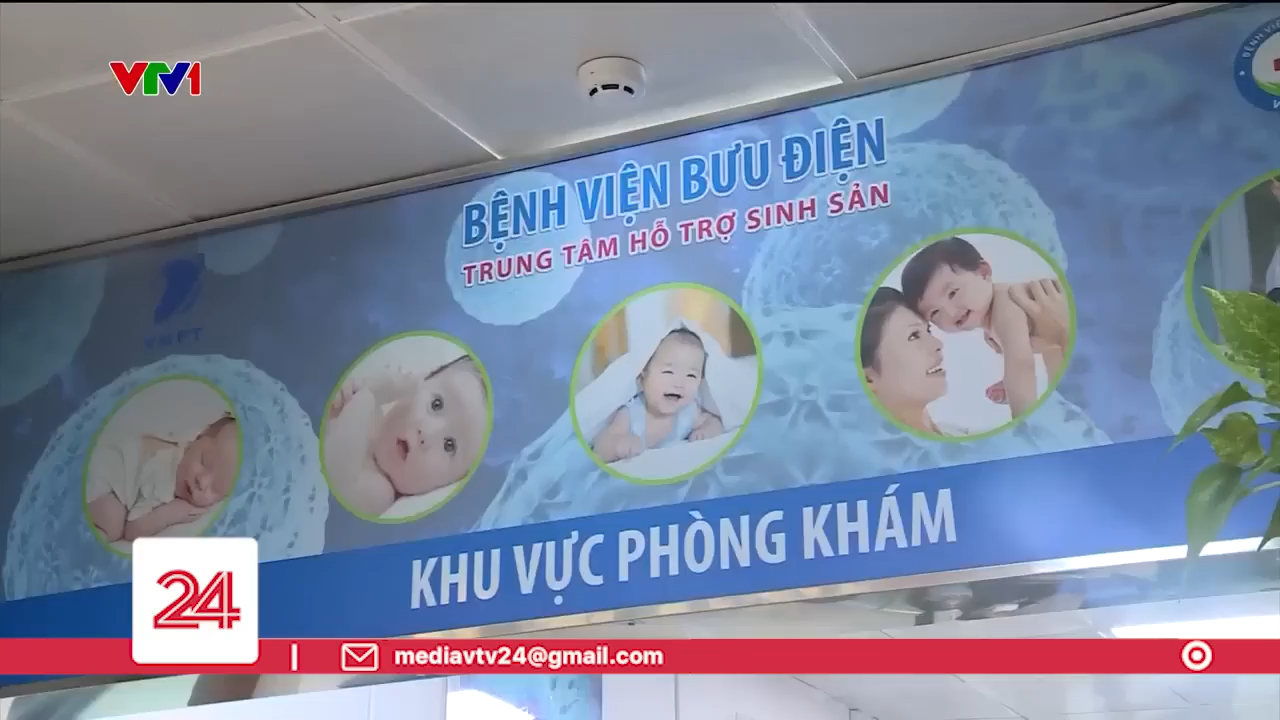 VTV1
BỆNH VIỆN BƯU ĐIỆN
TRUNG TÂM HỖ TRỢ SINH SẢN
VNPT
KHU VỰC PHÒNG KHÁM
24
mediavtv24@gmail.com